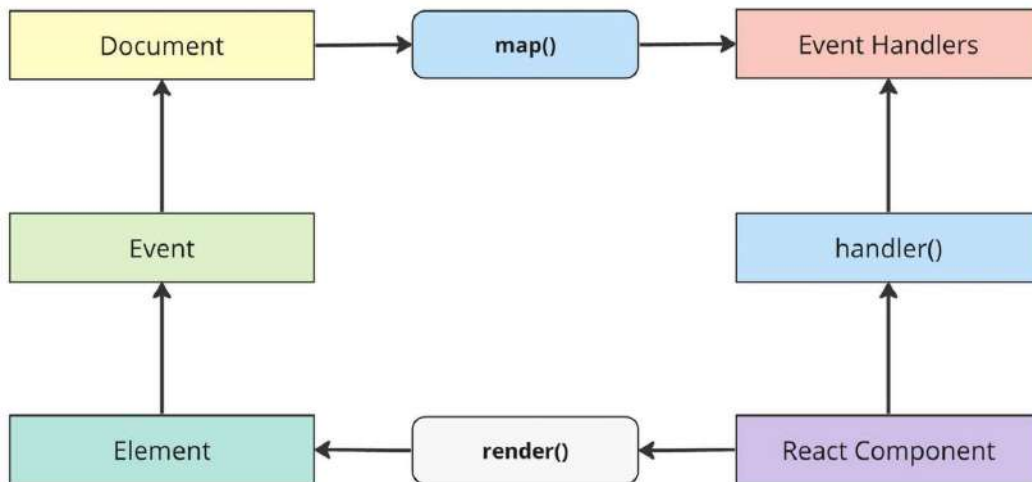 Document
map()
Event Handlers
Event
handler()
Element
render()
React Component